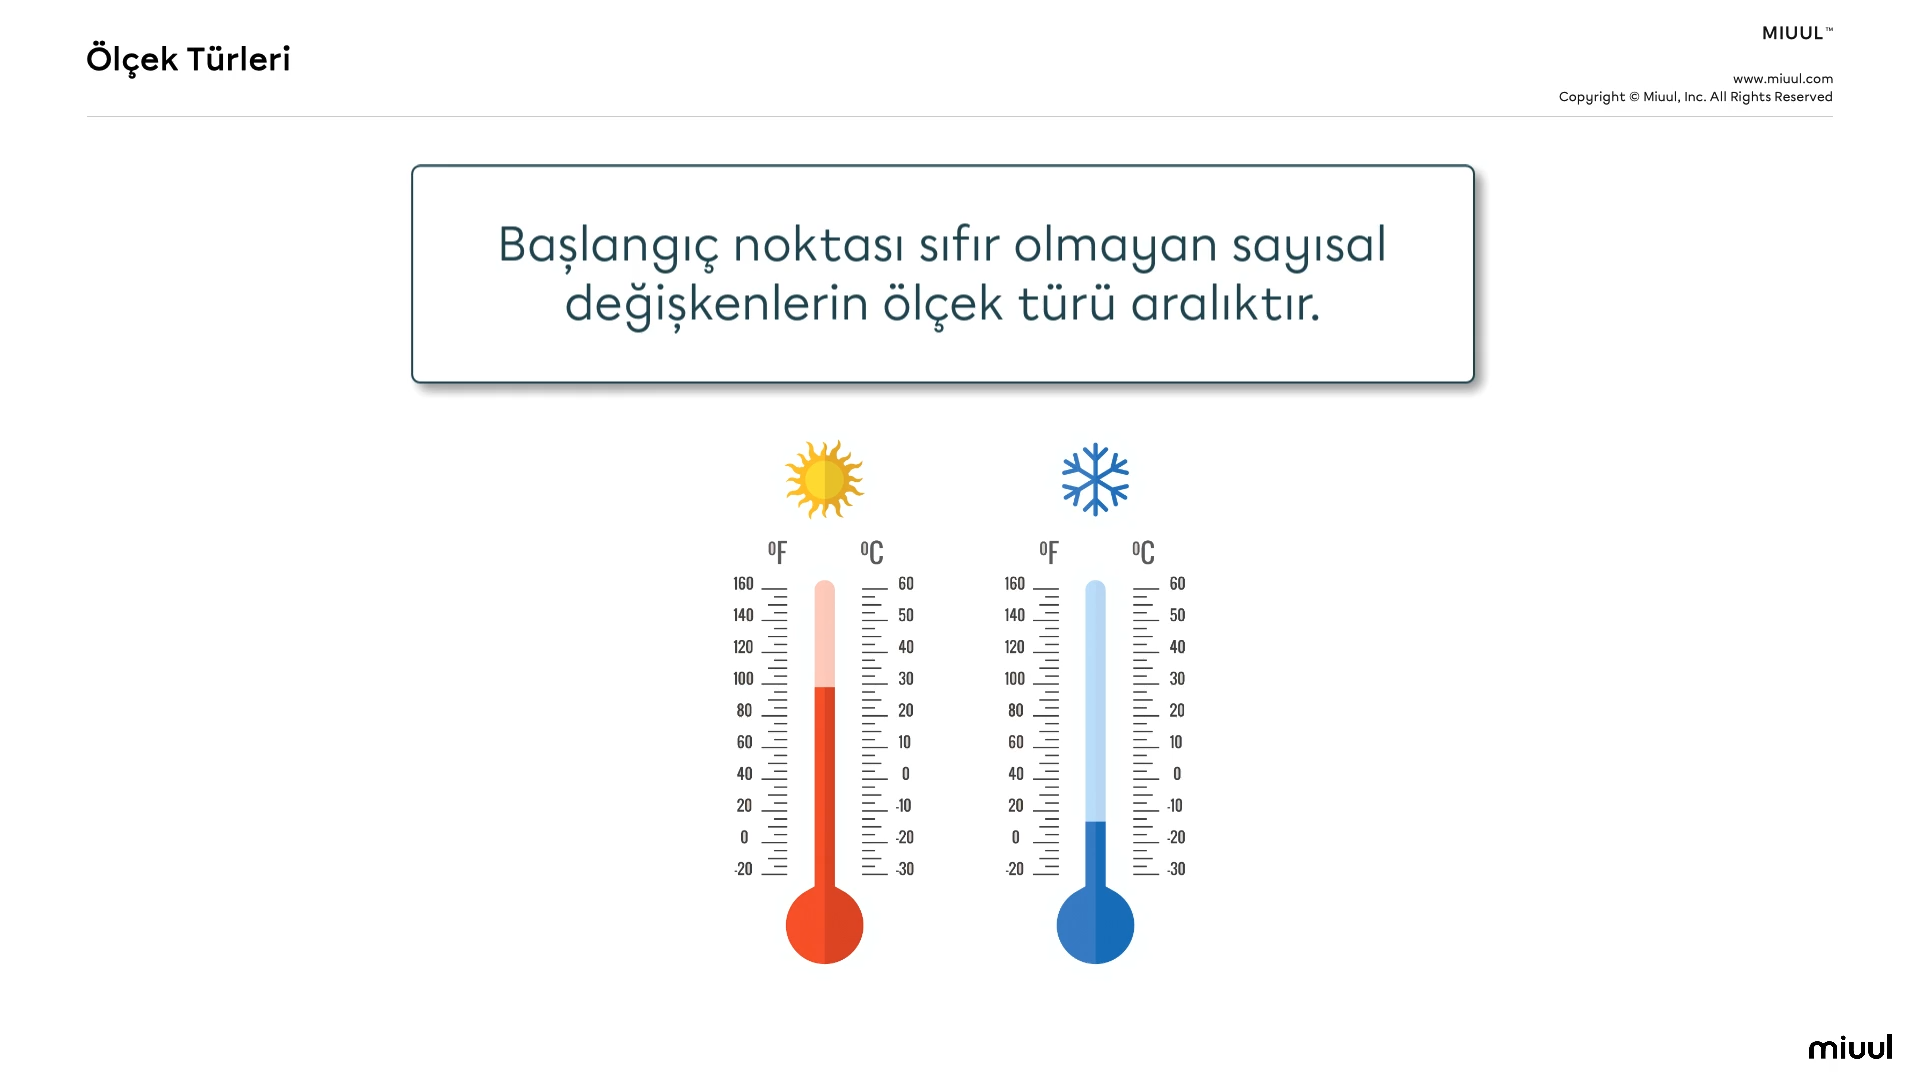 Ölçek Türleri
MIUUL™
www.miuul.com
Copyright © Miuul, Inc. All Rights Reserved
Başlangıç noktası sıfır olmayan sayısal
değişkenlerin ölçek türü aralıktır.
⁰F ⁰C ⁰F ⁰C
160 60 160 60
140 50 140 50
120 40 120 40
100 30 100 30
80 20 80 20
60 10 60 10
40 0 40 0
20 -10 20 -10
0 -20 0 -20
-20 -30 -20 -30
miuul